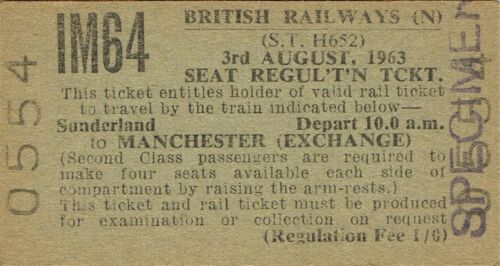 1M64
BRITISH RAILWAYS (N)
(S.T. H652)
3rd AUGUST, 1963
SEAT REGUL'T'N TCKT.
This ticket entitles holder of valid rail ticket
to travel by the train indicated below—
Sunderland Depart 10.0 a.m.
to MANCHESTER (EXCHANGE)
(Second Class passengers are required to
make four seats available each side of
compartment by raising the arm-rests.)
This ticket and rail ticket must be produced
for examination or collection on request
(Regulation Fee 1/0)
0554
SPECIMEN